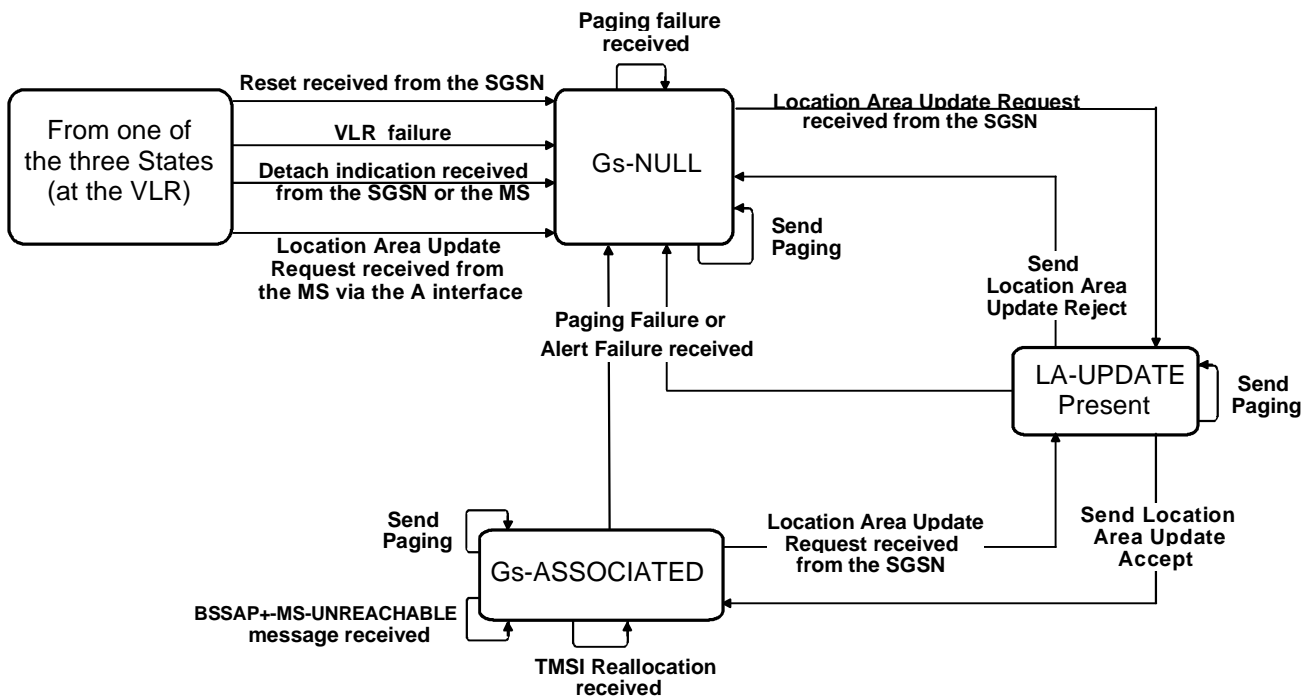 Paging failure
received
Reset received from the SGSN
Location Area Update Request
received from the SGSN
From one of
the three States
(at the VLR)
VLR failure
Gs-NULL
Detach indication received
from the SGSN or the MS
Send
Paging
Location Area Update
Request received from
the MS via the A interface
Send
Location Area
Update Reject
Paging Failure or
Alert Failure received
LA-UPDATE
Present
Send
Paging
Send
Paging
Location Area Update
Request received
from the SGSN
Send Location
Area Update
Accept
Gs-ASSOCIATED
BSSAP+-MS-UNREACHABLE
message received
TMSI Reallocation
received